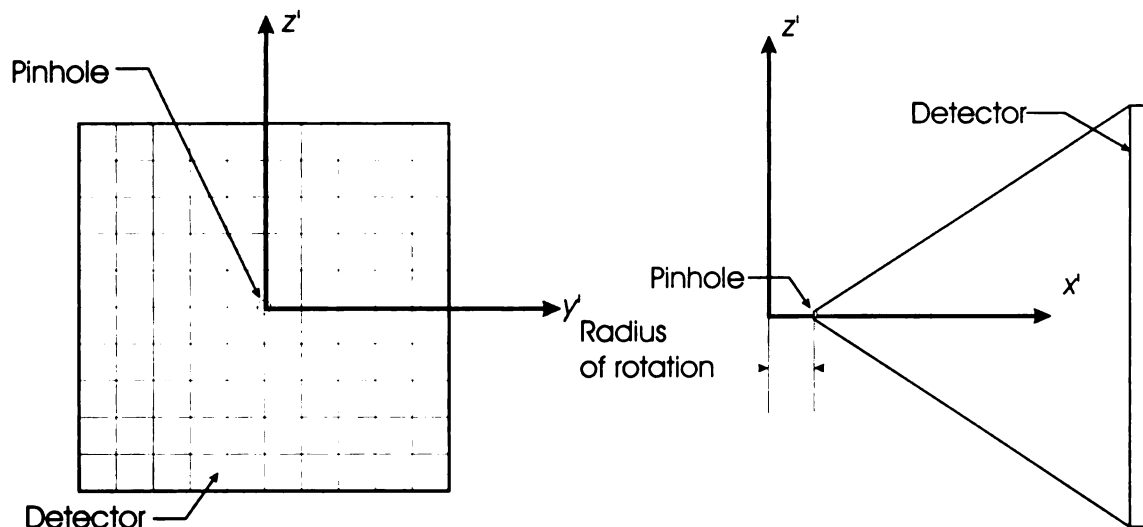 z'
Pinhole
y'
Detector
z'
Detector
Pinhole
x'
Radius
of rotation